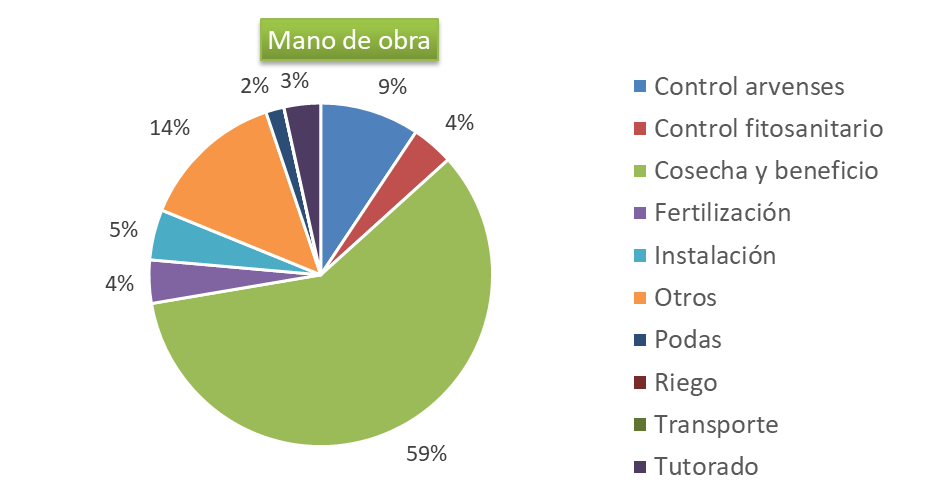 Mano de obra
2%
3%
9%
4%
14%
5%
4%
59%
Control arvenses
Control fitosanitario
Cosecha y beneficio
Fertilización
Instalación
Otros
Podas
Riego
Transporte
Tutorado